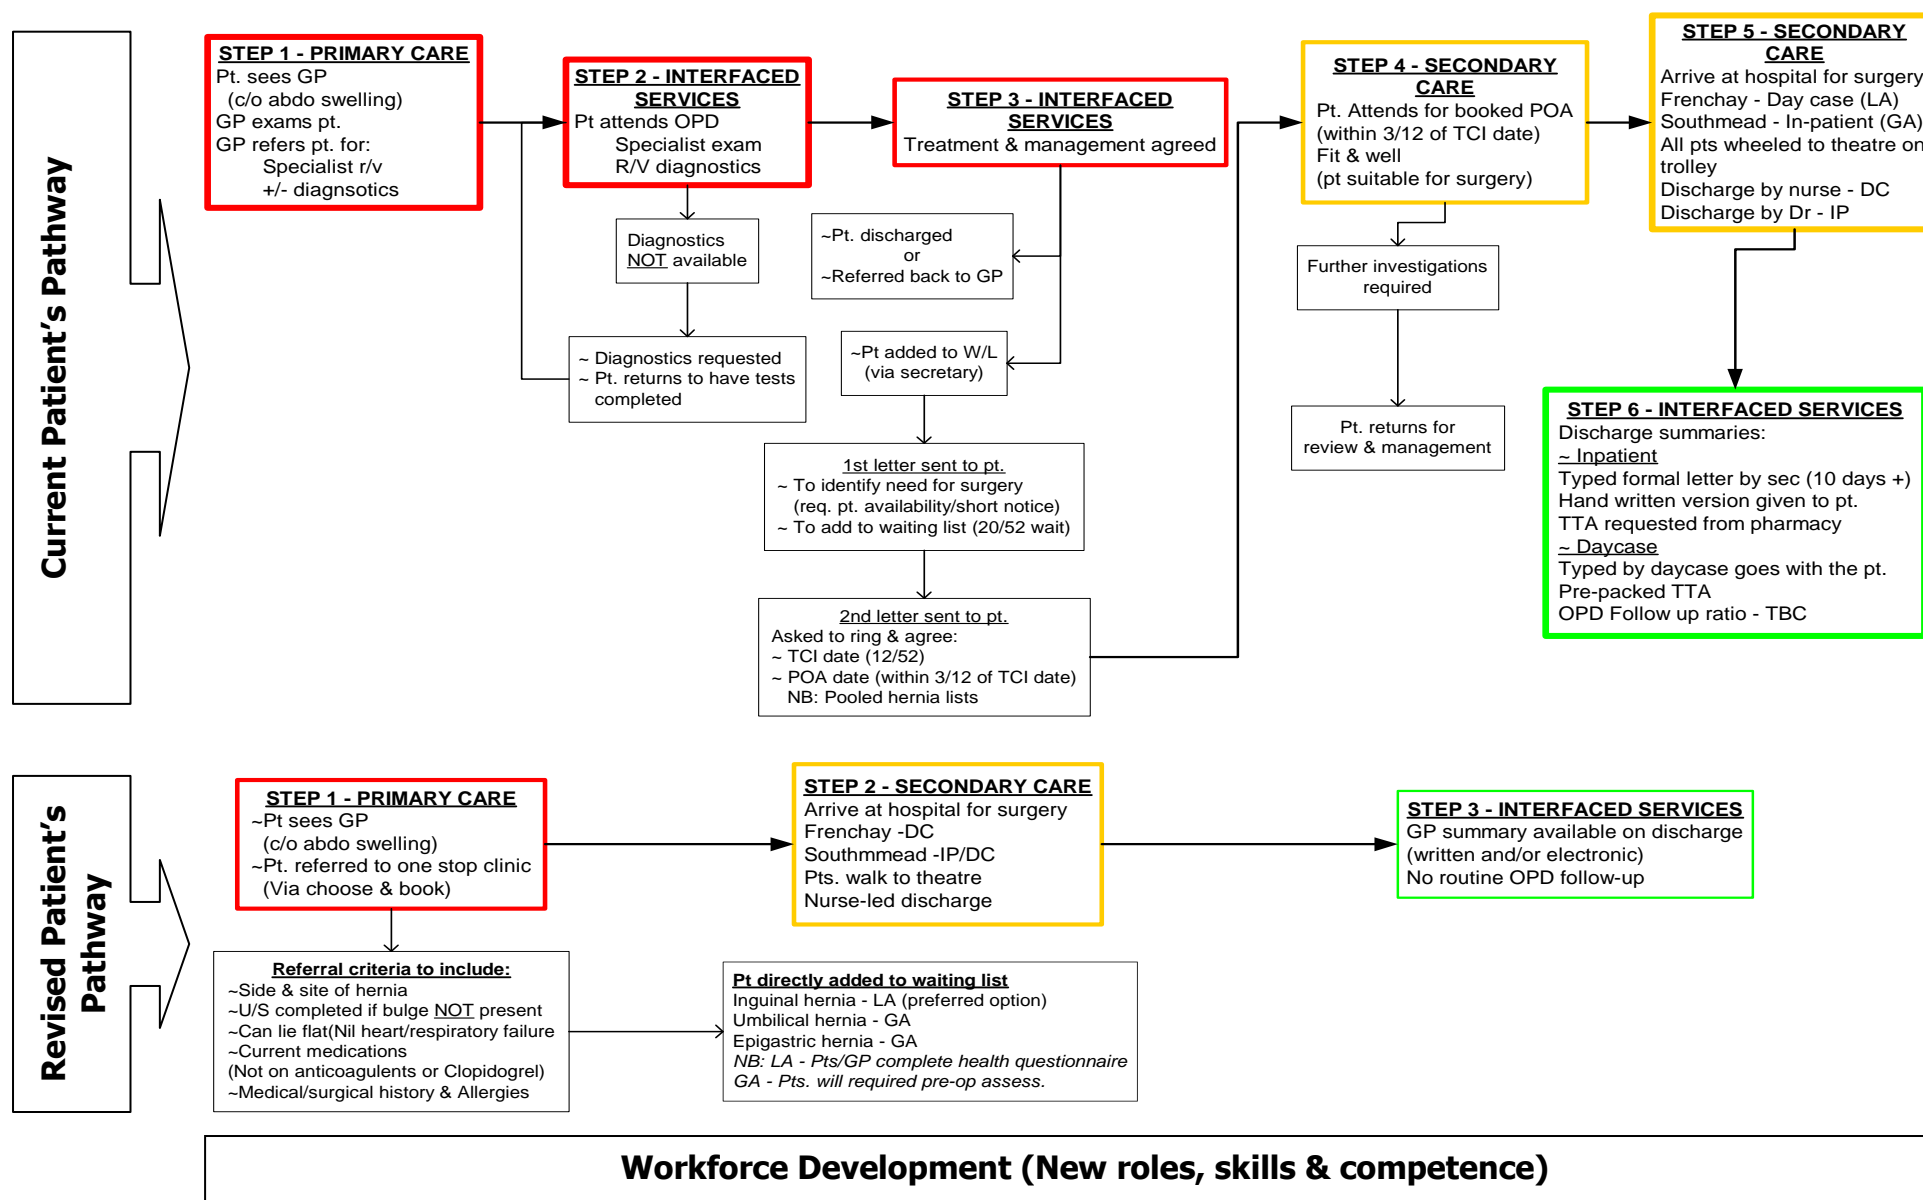 Current Patient's Pathway
STEP 1 - PRIMARY CARE
Pt. sees GP
(c/o abdo swelling)
GP exams pt.
GP refers pt. for:
Specialist r/v
+/- diagnsotics
STEP 2 - INTERFACED
SERVICES
Pt attends OPD
Specialist exam
R/V diagnostics
Diagnostics
NOT available
~ Diagnostics requested
~ Pt. returns to have tests
completed
STEP 3 - INTERFACED
SERVICES
Treatment & management agreed
~Pt. discharged
or
~Referred back to GP
~Pt added to W/L
(via secretary)
1st letter sent to pt.
~ To identify need for surgery
(req. pt. availability/short notice)
~ To add to waiting list (20/52 wait)
2nd letter sent to pt.
Asked to ring & agree:
~ TCI date (12/52)
~ POA date (within 3/12 of TCI date)
NB: Pooled hernia lists
STEP 4 - SECONDARY
CARE
Pt. Attends for booked POA
(within 3/12 of TCI date)
Fit & well
(pt suitable for surgery)
Further investigations
required
Pt. returns for
review & management
STEP 5 - SECONDARY
CARE
Arrive at hospital for surgery
Frenchay - Day case (LA)
Southmead - In-patient (GA)
All pts wheeled to theatre on
trolley
Discharge by nurse - DC
Discharge by Dr - IP
STEP 6 - INTERFACED SERVICES
Discharge summaries:
~ Inpatient
Typed formal letter by sec (10 days +)
Hand written version given to pt.
TTA requested from pharmacy
~ Daycase
Typed by daycase goes with the pt.
Pre-packed TTA
OPD Follow up ratio - TBC
Revised Patient's
Pathway
STEP 1 - PRIMARY CARE
~Pt sees GP
(c/o abdo swelling)
~Pt. referred to one stop clinic
(Via choose & book)
Referral criteria to include:
~Side & site of hernia
~U/S completed if bulge NOT present
~Can lie flat(Nil heart/respiratory failure
~Current medications
(Not on anticoagulents or Clopidogrel)
~Medical/surgical history & Allergies
Pt directly added to waiting list
Inguinal hernia - LA (preferred option)
Umbilical hernia - GA
Epigastric hernia - GA
NB: LA - Pts/GP complete health questionnaire
GA - Pts. will required pre-op assess.
STEP 2 - SECONDARY CARE
Arrive at hospital for surgery
Frenchay -DC
Southmmead -IP/DC
Pts. walk to theatre
Nurse-led discharge
STEP 3 - INTERFACED SERVICES
GP summary available on discharge
(written and/or electronic)
No routine OPD follow-up
Workforce Development (New roles, skills & competence)